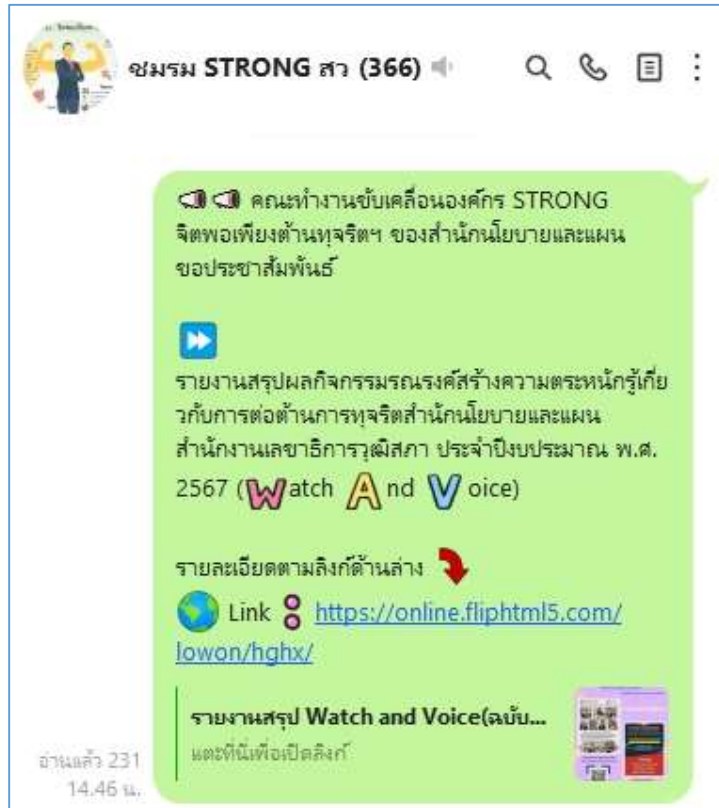 ชมรม STRONG สว (366)
คณะทำงานขับเคลื่อนองค์กร STRONG
จิตพอเพียงต้านทุจริตฯ ของสำนักนโยบายและแผน
ขอประชาสัมพันธ์
รายงานสรุปผลกิจกรรมรณรงค์สร้างความตระหนักรู้เกี่ย
วกับการต่อต้านการทุจริตสำนักนโยบายและแผน
สำนักงานเลขาธิการวุฒิสภา ประจำปีงบประมาณ พ.ศ.
2567 (Watch And Voice)
รายละเอียดตามลิงก์ด้านล่าง
Link https://online.fliphtml5.com/
lowon/hghx/
รายงานสรุป Watch and Voice(ฉบับ...
แตะที่นี่เพื่อเปิดลิงก์
อ่านแล้ว 231
14.46 น.